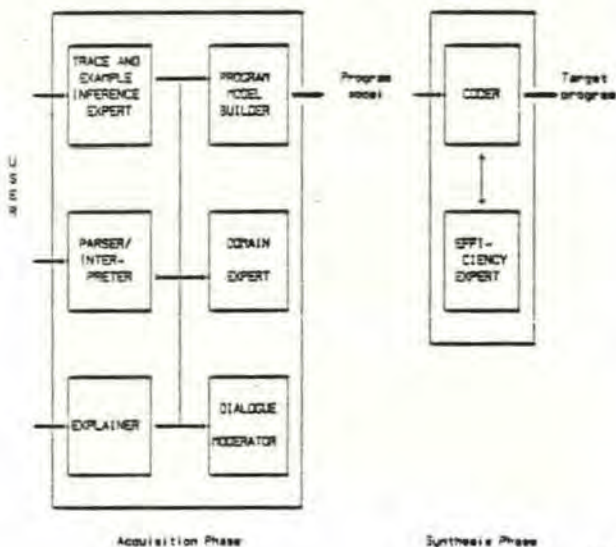 TRACE AND
EXAMPLE
INFERENCE
EXPERT
PROGRAM
MODEL
BUILDER
Program
model
CODER
Target
program
USER
PARSER/
INTER-
PRETER
DOMAIN
EXPERT
EFFI-
CIENCY
EXPERT
EXPLAINER
DIALOGUE
MODERATOR
Acquisition Phase
Synthesis Phase